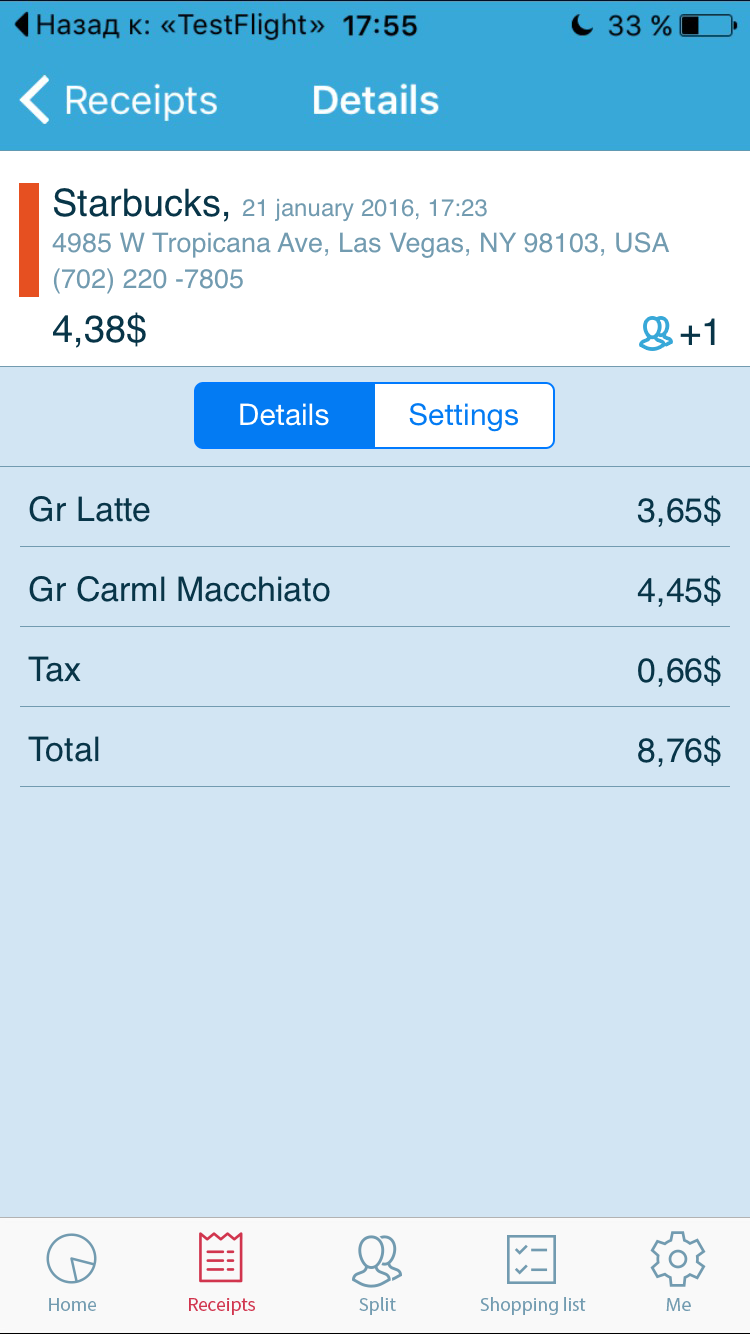 Назад к: «TestFlight» 17:55 33 %
Receipts Details
Starbucks, 21 january 2016, 17:23
4985 W Tropicana Ave, Las Vegas, NY 98103, USA
(702) 220 -7805
4,38$ +1
Details Settings
Gr Latte 3,65$
Gr Carml Macchiato 4,45$
Tax 0,66$
Total 8,76$
Home Receipts Split Shopping list Me